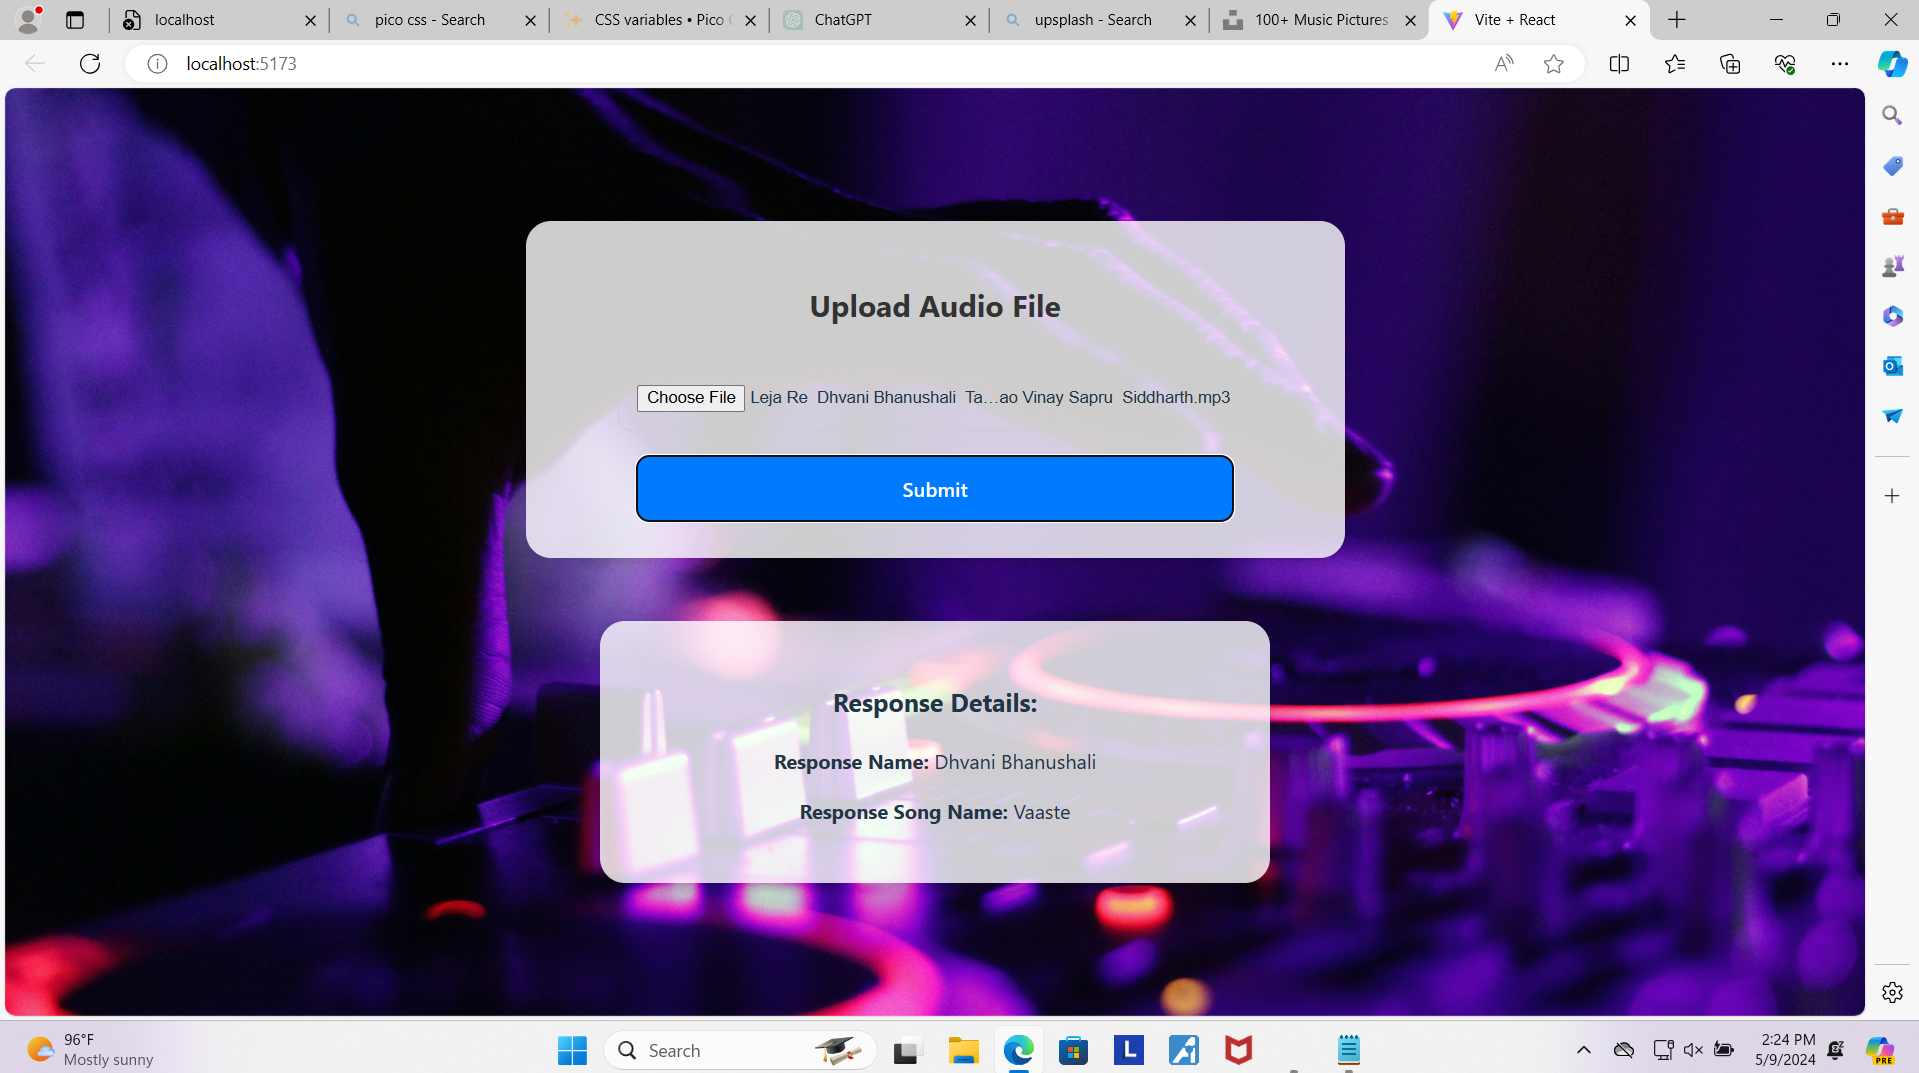 localhost
pico css - Search
CSS variables • Pico
ChatGPT
upsplash - Search
100+ Music Pictures
Vite + React
localhost:5173
Upload Audio File
Choose File Leja Re Dhvani Bhanushali Ta...ao Vinay Sapru Siddharth.mp3
Submit
Response Details:
Response Name: Dhvani Bhanushali
Response Song Name: Vaaste
96°F
Mostly sunny
Search
L
2:24 PM
5/9/2024
PRE